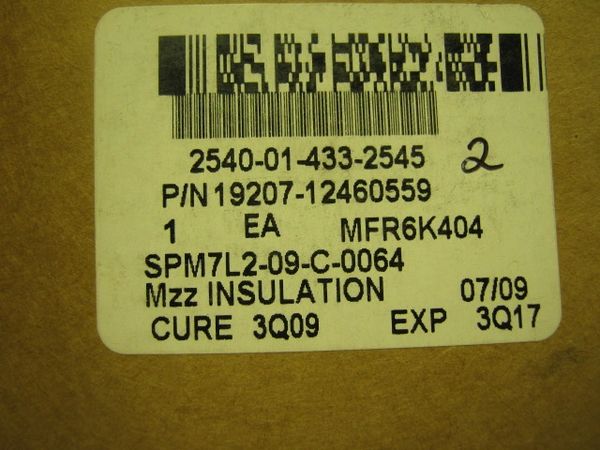 2540-01-433-2545 2
P/N 19207-12460559
1 EA MFR6K404
SPM7L2-09-C-0064
Mzz INSULATION 07/09
CURE 3Q09 EXP 3Q17